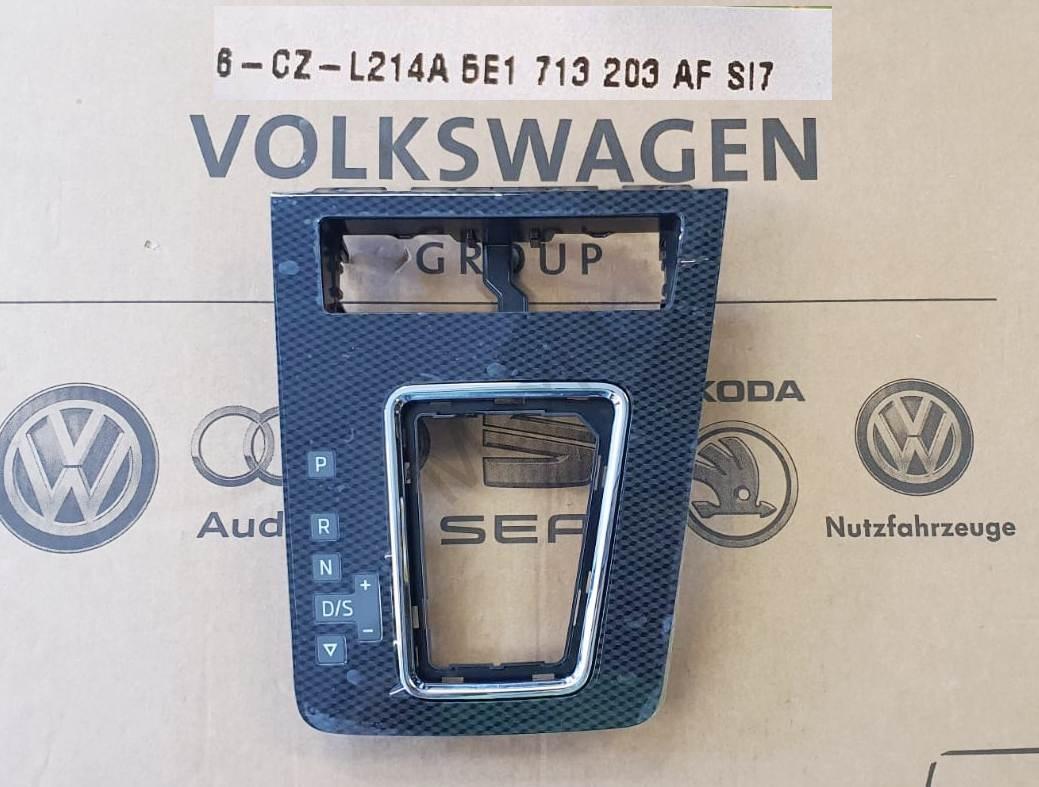 6-CZ-L214A 5E1 713 203 AF SI7
VOLKSWAGEN
GROUP
KODA
Aud
SEA
Nutzfahrzeuge
P
R
N
+
D/S
-